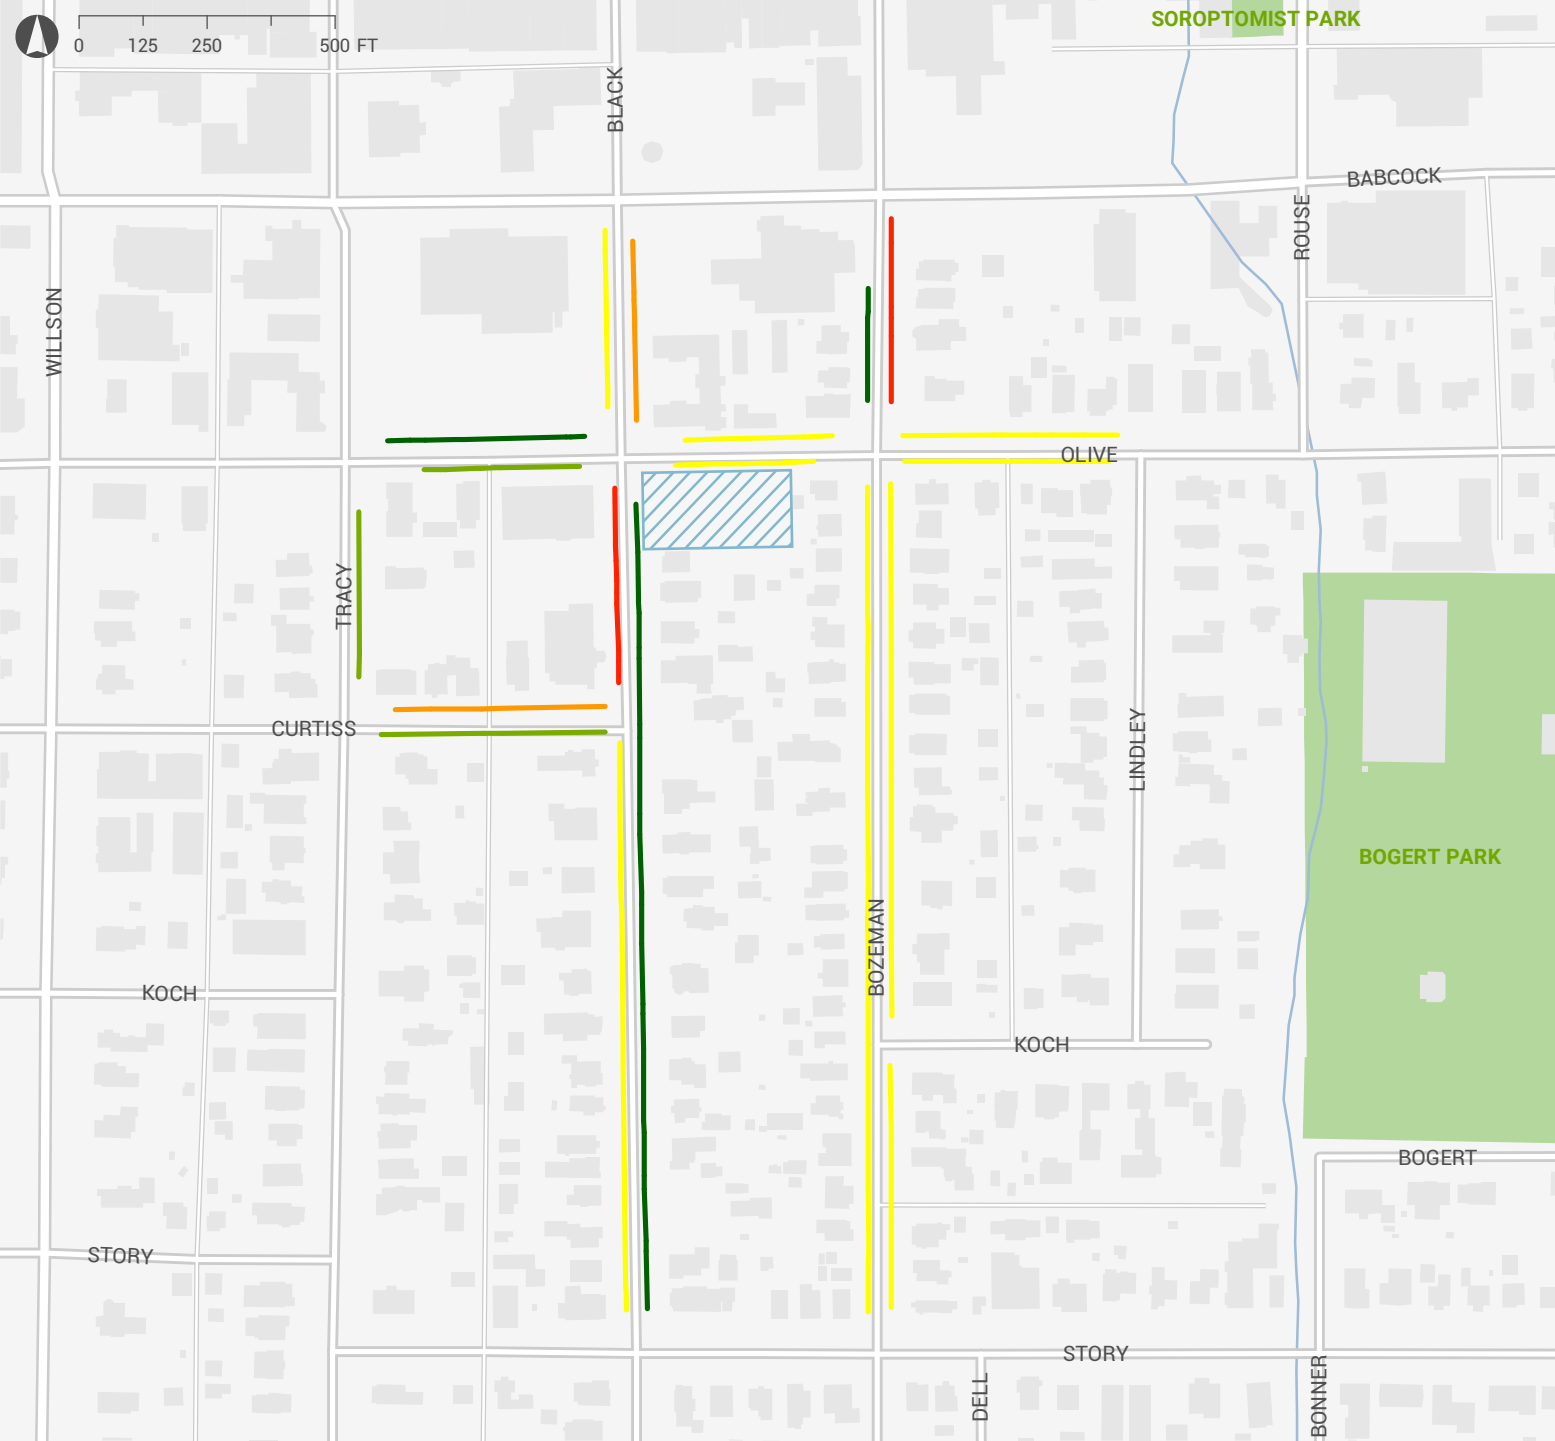 SOROPTOMIST PARK
0 125 250 500 FT
BLACK
BABCOCK
ROUSE
WILLSON
OLIVE
TRACY
CURTISS
LINDLEY
BOGERT PARK
BOZEMAN
KOCH
KOCH
BOGERT
STORY
STORY
DELL
BONNER